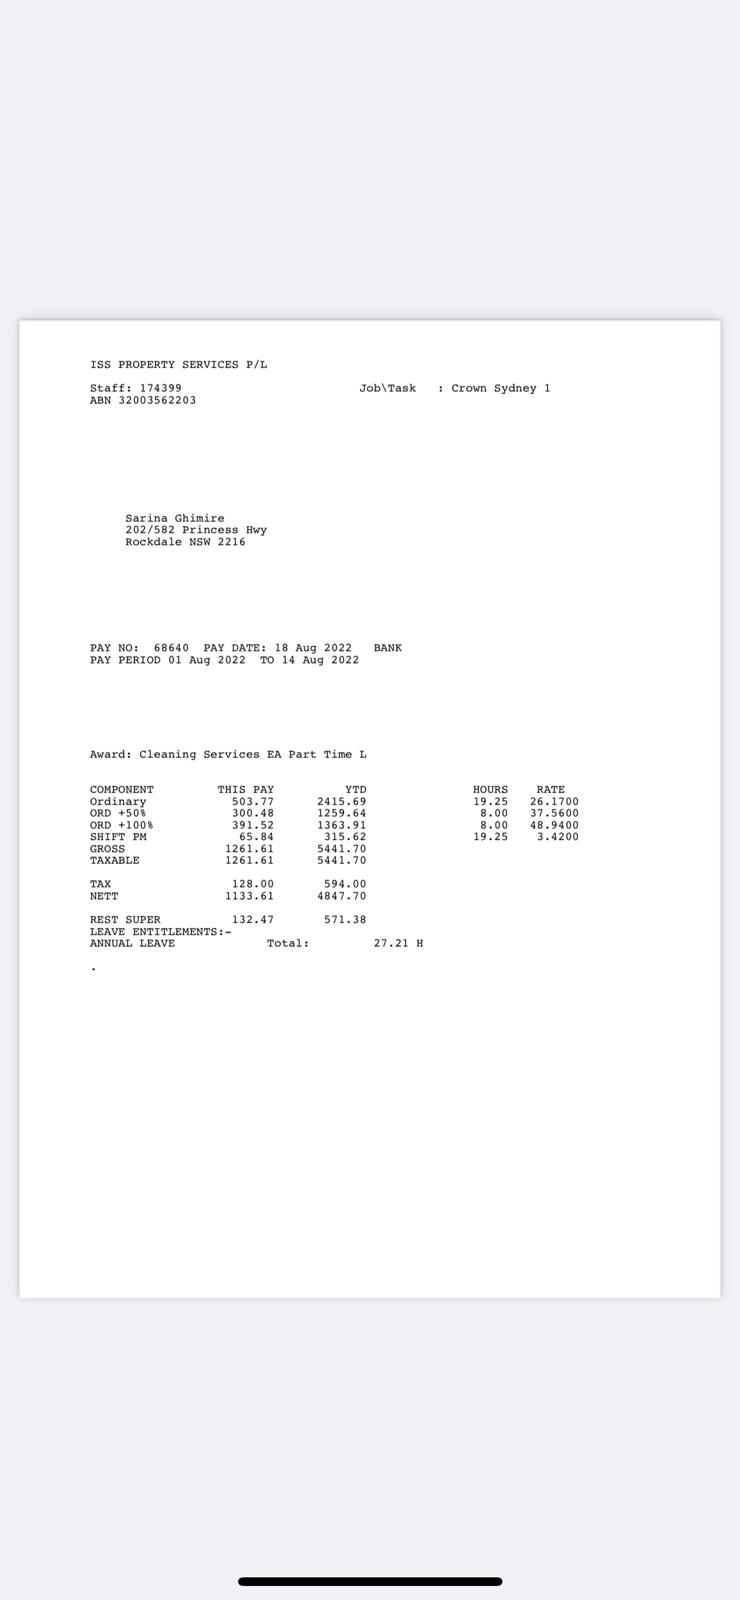 ISS PROPERTY SERVICES P/L
Staff: 174399 Job\Task : Crown Sydney 1
ABN 32003562203
Sarina Ghimire
202/582 Princess Hwy
Rockdale NSW 2216
PAY NO: 68640 PAY DATE: 18 Aug 2022 BANK
PAY PERIOD 01 Aug 2022 TO 14 Aug 2022
Award: Cleaning Services EA Part Time L
COMPONENT THIS PAY YTD HOURS RATE
Ordinary 503.77 2415.69 19.25 26.1700
ORD +50% 300.48 1259.64 8.00 37.5600
ORD +100% 391.52 1363.91 8.00 48.9400
SHIFT PM 65.84 315.62 19.25 3.4200
GROSS 1261.61 5441.70
TAXABLE 1261.61 5441.70
TAX 128.00 594.00
NETT 1133.61 4847.70
REST SUPER 132.47 571.38
LEAVE ENTITLEMENTS:-
ANNUAL LEAVE Total: 27.21 H
.